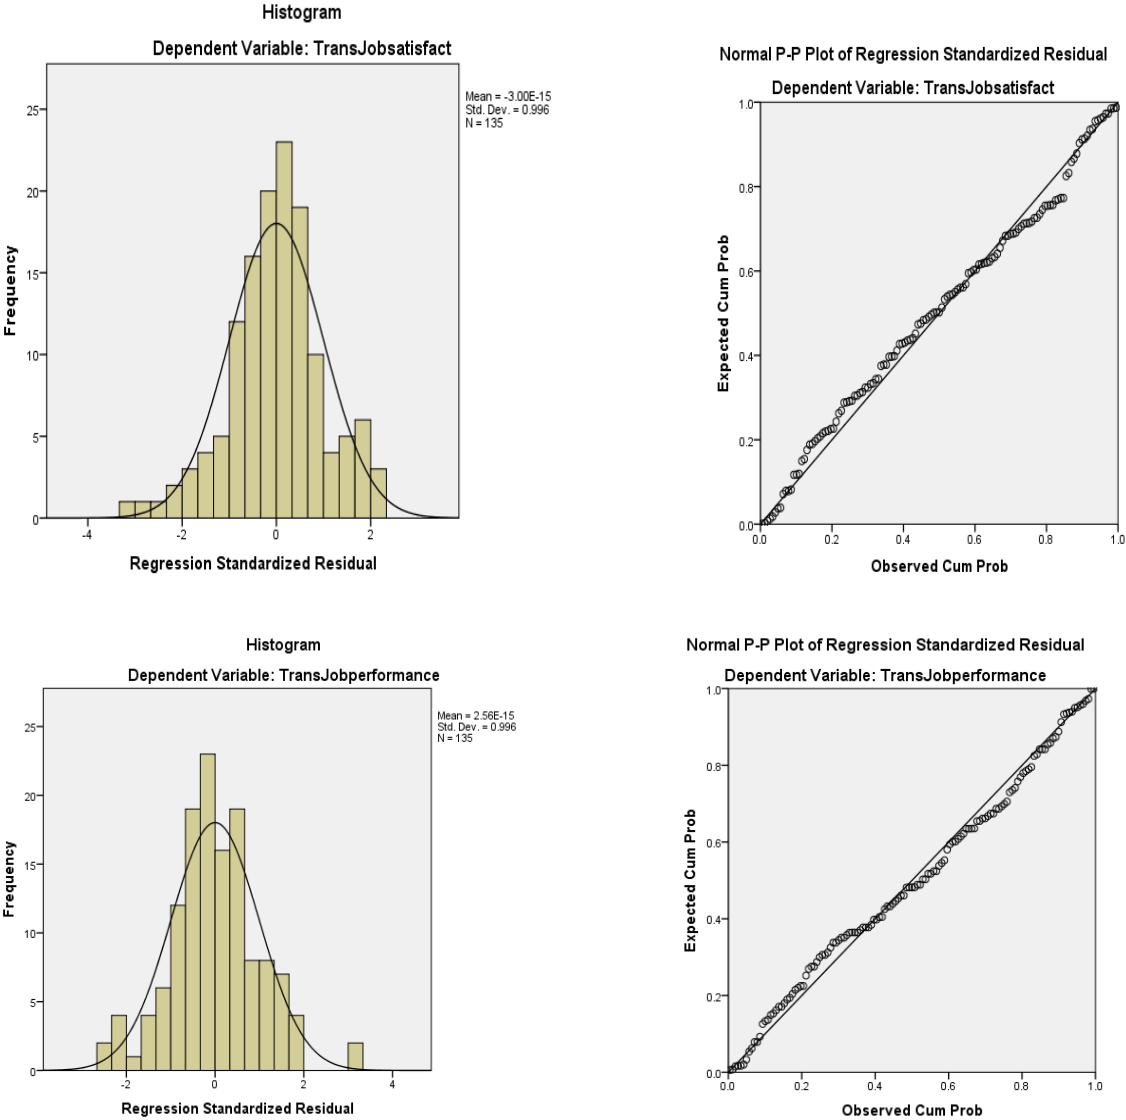 Histogram
Dependent Variable: TransJobsatisfact
Mean = -3.00E-15
Std. Dev. = 0.996
N = 135
Frequency
25
20
15
10
5
0
-4
-2
0
2
Regression Standardized Residual
Normal P-P Plot of Regression Standardized Residual
Dependent Variable: TransJobsatisfact
Expected Cum Prob
1.0
0.8
0.6
0.4
0.2
0.0
0.0
0.2
0.4
0.6
0.8
1.0
Observed Cum Prob
Histogram
Dependent Variable: TransJobperformance
Mean = 2.56E-15
Std. Dev. = 0.996
N = 135
Frequency
25
20
15
10
5
0
-2
0
2
4
Regression Standardized Residual
Normal P-P Plot of Regression Standardized Residual
Dependent Variable: TransJobperformance
Expected Cum Prob
1.0
0.8
0.6
0.4
0.2
0.0
0.0
0.2
0.4
0.6
0.8
1.0
Observed Cum Prob